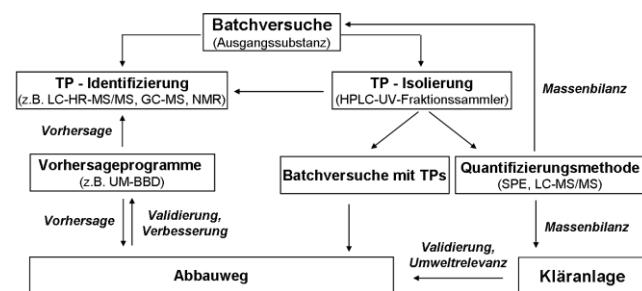 Batchversuche
(Ausgangssubstanz)
TP - Identifizierung
(z.B. LC-HR-MS/MS, GC-MS, NMR)
TP - Isolierung
(HPLC-UV-Fraktionssammler)
Massenbilanz
Vorhersage
Vorhersageprogramme
(z.B. UM-BBD)
Batchversuche mit TPs
Quantifizierungsmethode
(SPE, LC-MS/MS)
Vorhersage
Validierung,
Verbesserung
Massenbilanz
Validierung,
Umweltrelevanz
Abbauweg
Kläranlage